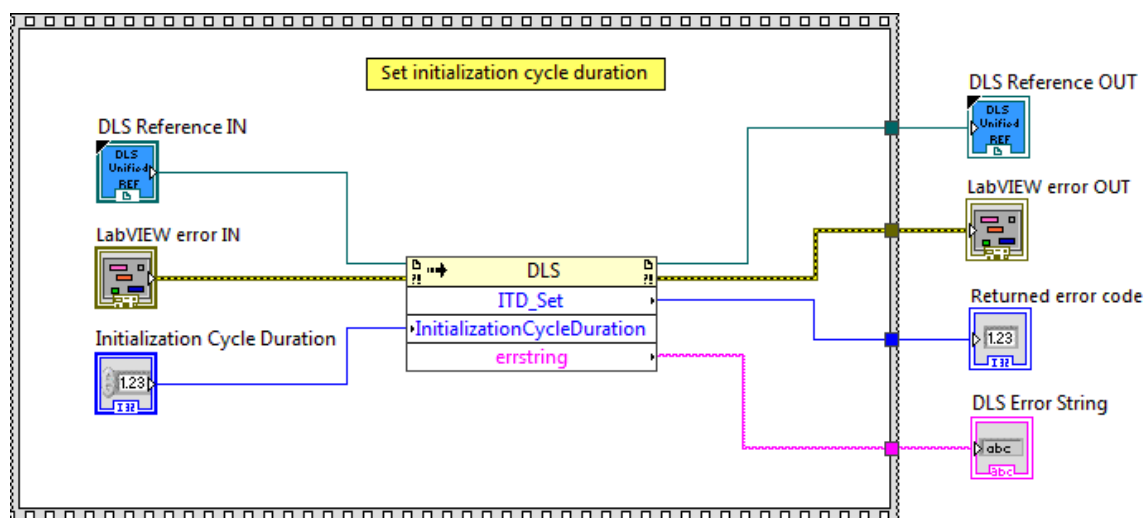 Set initialization cycle duration
DLS Reference IN
DLS
Unified
REF
LabVIEW error IN
Initialization Cycle Duration
1.23
I32
?!
DLS
?!
ITD_Set
InitializationCycleDuration
errstring
DLS Reference OUT
DLS
Unified
REF
LabVIEW error OUT
Returned error code
1.23
I32
DLS Error String
abc
abc